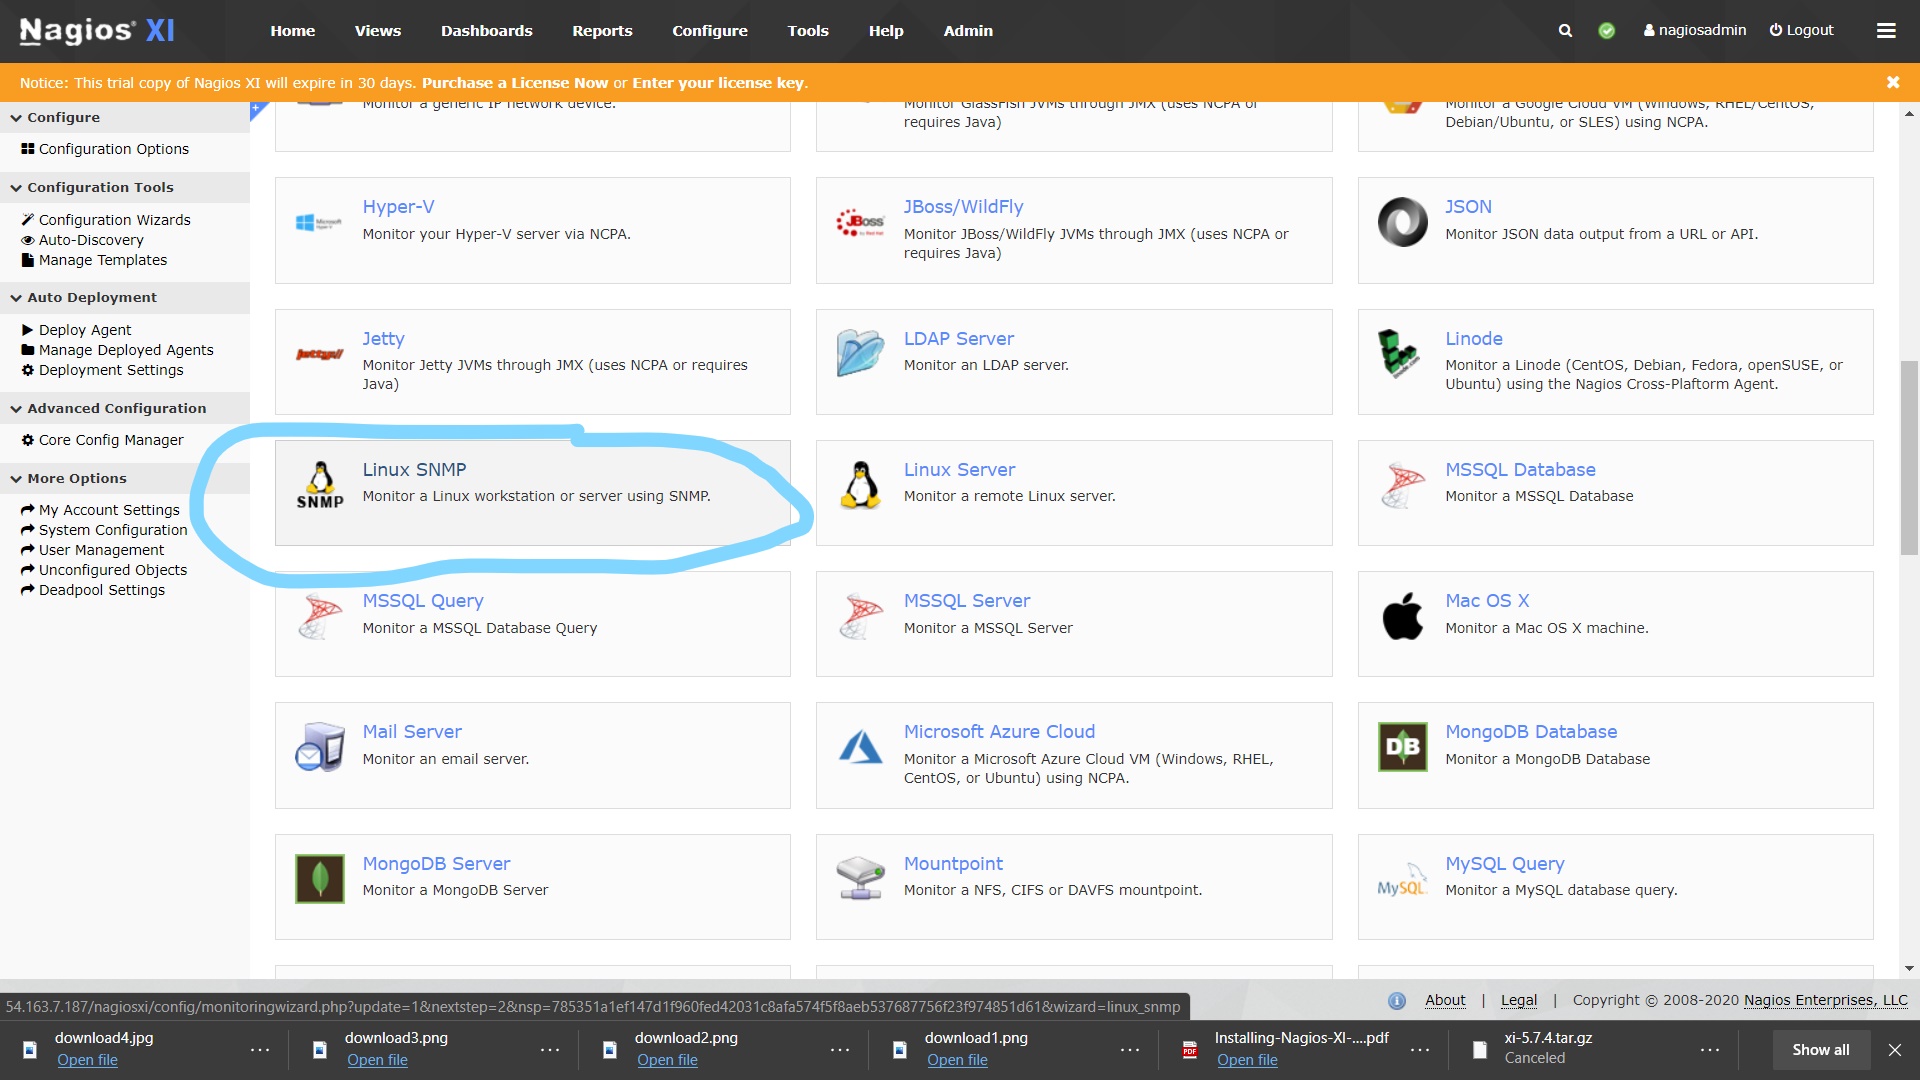 Nagios XI
Home Views Dashboards Reports Configure Tools Help Admin
nagiosadmin Logout
Notice: This trial copy of Nagios XI will expire in 30 days. Purchase a License Now or Enter your license key.
Configure
Configuration Options
Configuration Tools
Configuration Wizards
Auto-Discovery
Manage Templates
Auto Deployment
Deploy Agent
Manage Deployed Agents
Deployment Settings
Advanced Configuration
Core Config Manager
More Options
My Account Settings
System Configuration
User Management
Unconfigured Objects
Deadpool Settings
Monitor a generic IP network device.
Monitor GlassFish JVMs through JMX (uses NCPA or
requires Java)
Monitor a Google Cloud VM (Windows, RHEL/CentOS,
Debian/Ubuntu, or SLES) using NCPA.
Microsoft
Hyper-V
Hyper-V
Monitor your Hyper-V server via NCPA.
JBoss
by Red Hat
JBoss/WildFly
Monitor JBoss/WildFly JVMs through JMX (uses NCPA or
requires Java)
JSON
Monitor JSON data output from a URL or API.
jetty://
Jetty
Monitor Jetty JVMs through JMX (uses NCPA or requires
Java)
LDAP Server
Monitor an LDAP server.
linode.com
Linode
Monitor a Linode (CentOS, Debian, Fedora, openSUSE, or
Ubuntu) using the Nagios Cross-Plaftorm Agent.
SNMP
Linux SNMP
Monitor a Linux workstation or server using SNMP.
Linux Server
Monitor a remote Linux server.
MSSQL Database
Monitor a MSSQL Database
MSSQL Query
Monitor a MSSQL Database Query
MSSQL Server
Monitor a MSSQL Server
Mac OS X
Monitor a Mac OS X machine.
Mail Server
Monitor an email server.
Microsoft Azure Cloud
Monitor a Microsoft Azure Cloud VM (Windows, RHEL,
CentOS, or Ubuntu) using NCPA.
DB
MongoDB Database
Monitor a MongoDB Database
MongoDB Server
Monitor a MongoDB Server
Mountpoint
Monitor a NFS, CIFS or DAVFS mountpoint.
MySQL
MySQL Query
Monitor a MySQL database query.
54.163.7.187/nagiosxi/config/monitoringwizard.php?update=1&nextstep=2&nsp=785351a1ef147d1f960fed42031c8afa574f5f8aeb537687756f23f974851d61&wizard=linux_snmp
About | Legal | Copyright © 2008-2020 Nagios Enterprises, LLC
download4.jpg
Open file
download3.png
Open file
download2.png
Open file
download1.png
Open file
PDF
Installing-Nagios-XI-....pdf
Open file
xi-5.7.4.tar.gz
Canceled
Show all